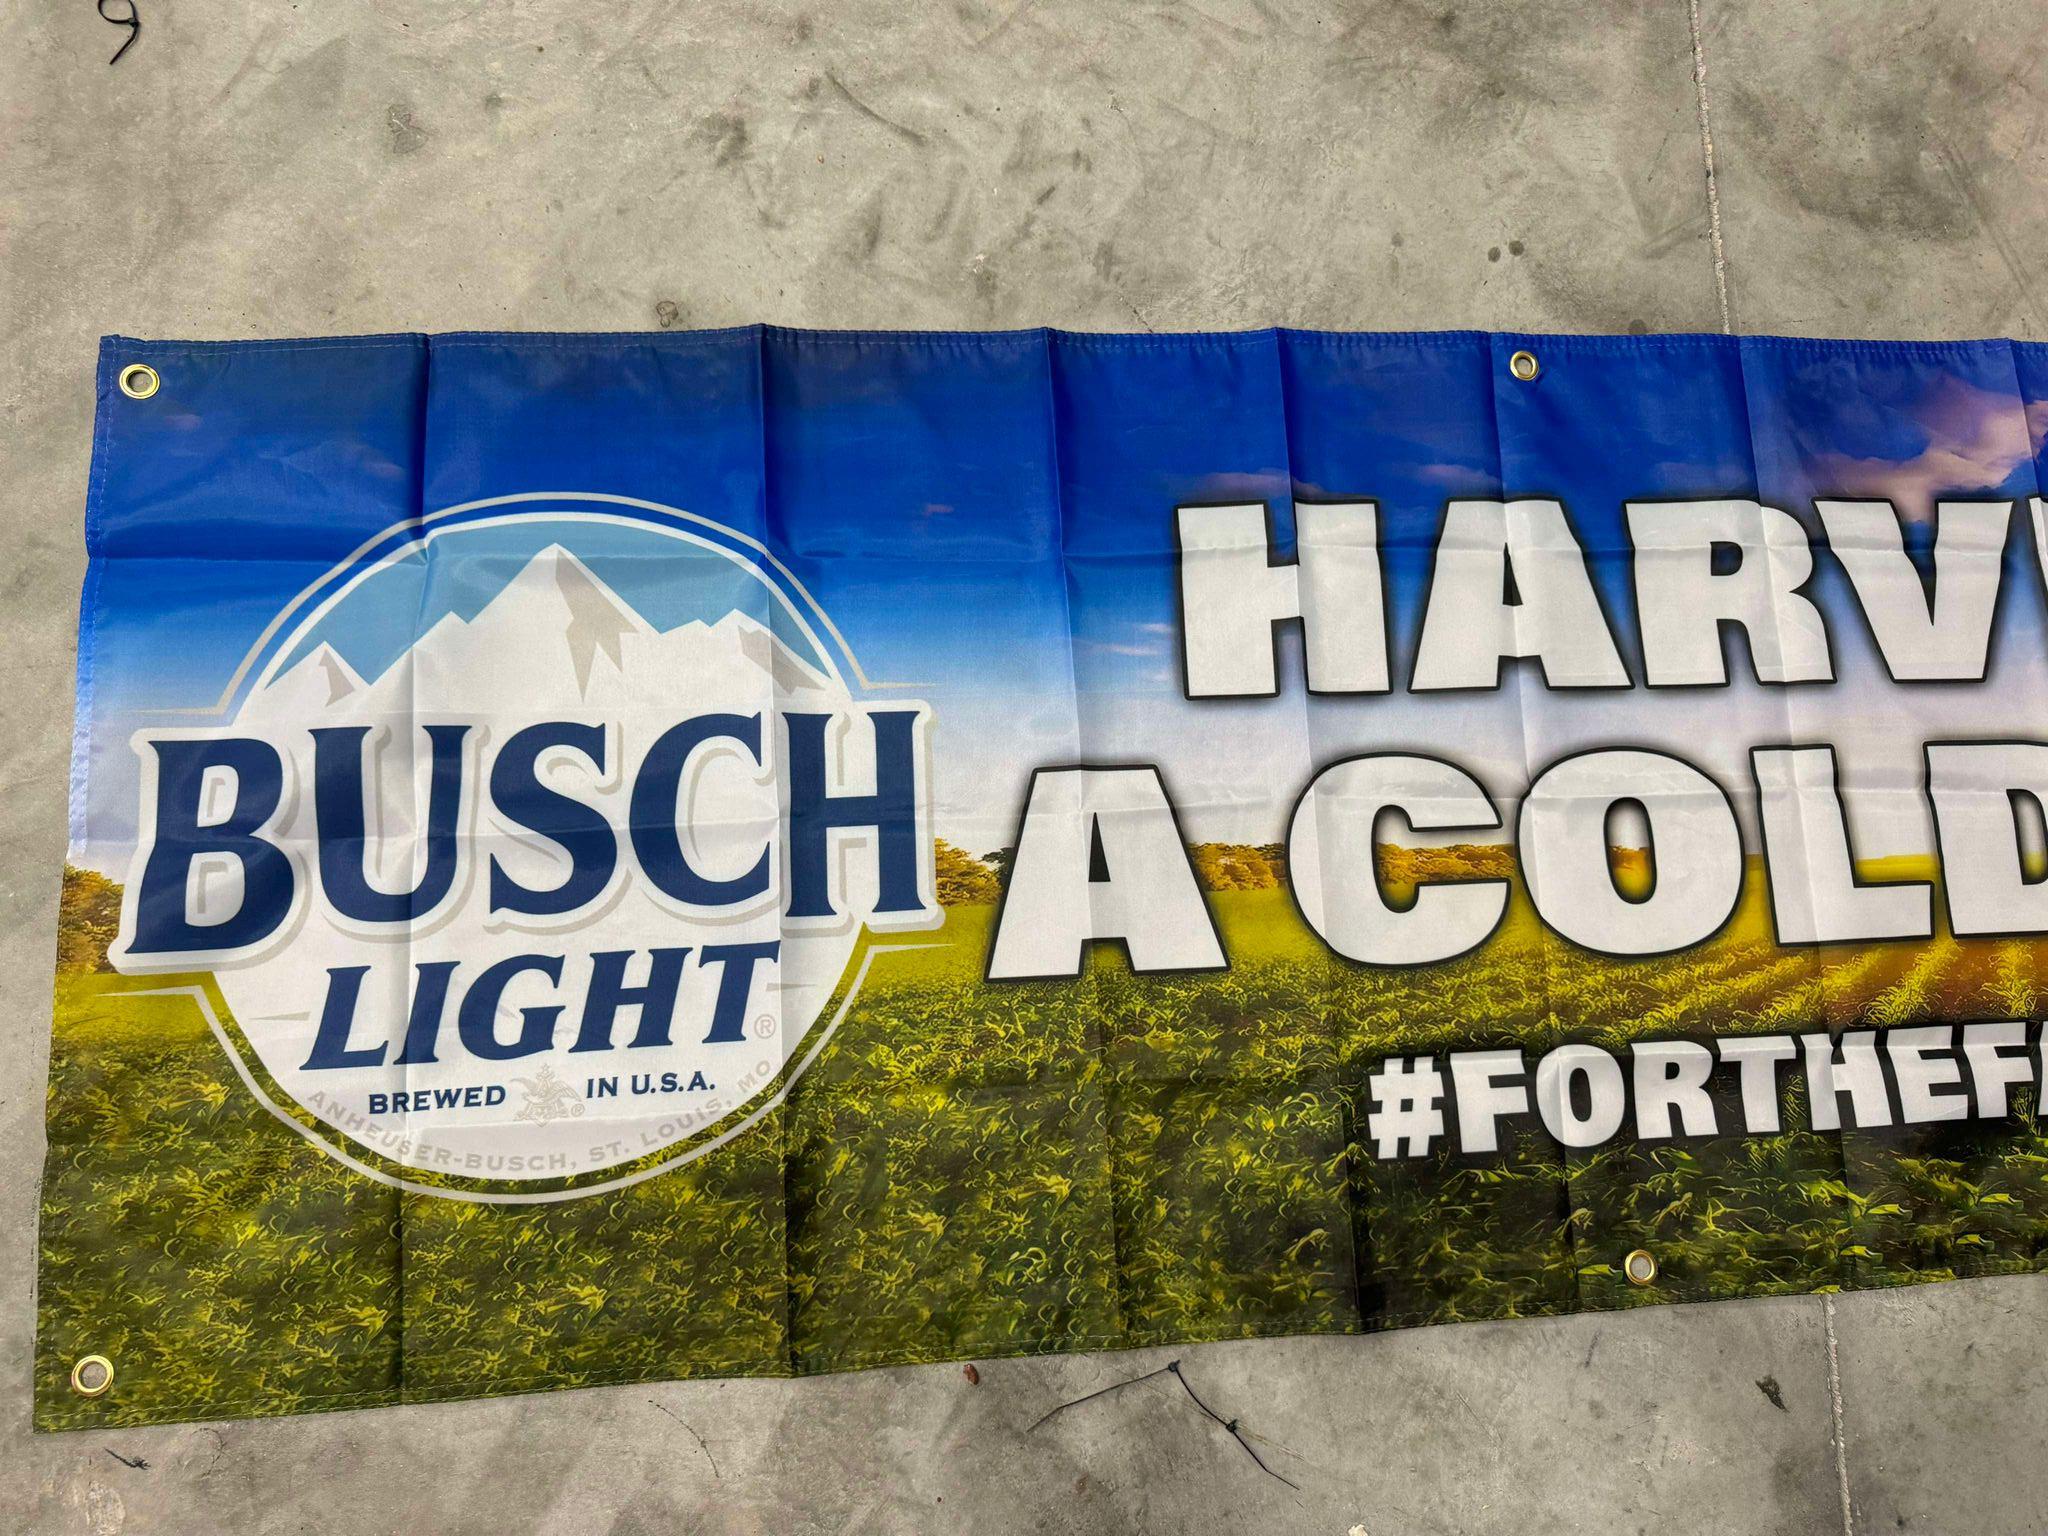 BUSCH
LIGHT®
BREWED IN U.S.A.
ANHEUSER-BUSCH, ST. LOUIS, MO
HARV
A COLD
#FORTHEF